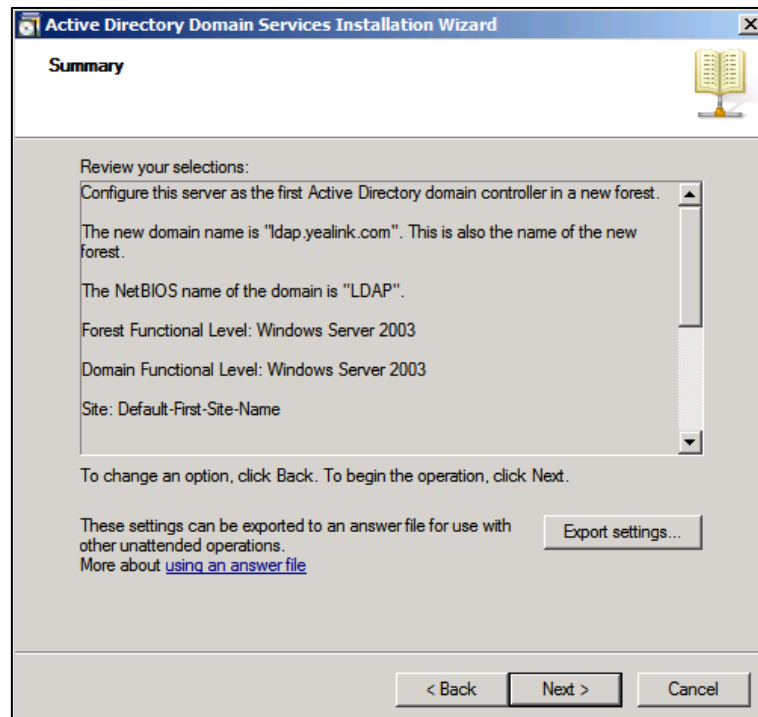 Active Directory Domain Services Installation Wizard
Summary
Review your selections:
Configure this server as the first Active Directory domain controller in a new forest.
The new domain name is "ldap.yealink.com". This is also the name of the new
forest.
The NetBIOS name of the domain is "LDAP".
Forest Functional Level: Windows Server 2003
Domain Functional Level: Windows Server 2003
Site: Default-First-Site-Name
To change an option, click Back. To begin the operation, click Next.
These settings can be exported to an answer file for use with
other unattended operations.
More about using an answer file
Export settings...
< Back
Next >
Cancel